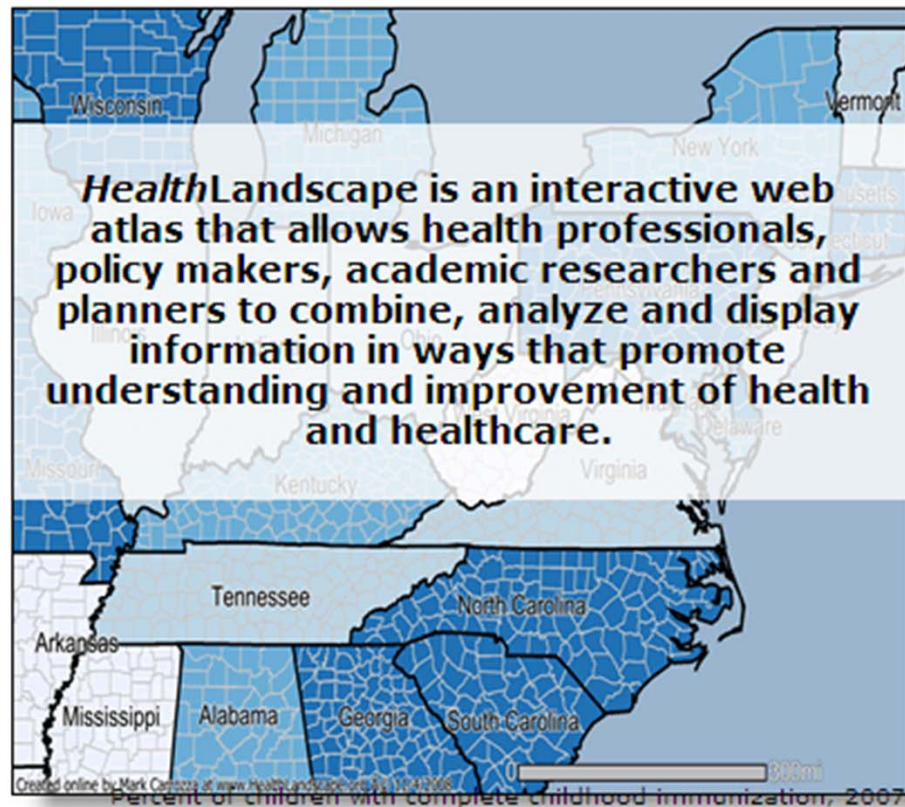 Wisconsin
Michigan
Vermont
New York
HealthLandscape is an interactive web
Iowa
atlas that allows health professionals,
policy makers, academic researchers and
Pennsylvania
planners to combine, analyze and display
Illinois
Ohio
information in ways that promote
understanding and improvement of health
West Virginia
Delaware
and healthcare.
Missouri
Virginia
Kentucky
Tennessee
North Carolina
Arkansas
Mississippi
Alabama
Georgia
South Carolina
0
300mi
Created online by Mark Carrozza at www.HealthLandscape.org
Percent of children with complete childhood immunization, 2007